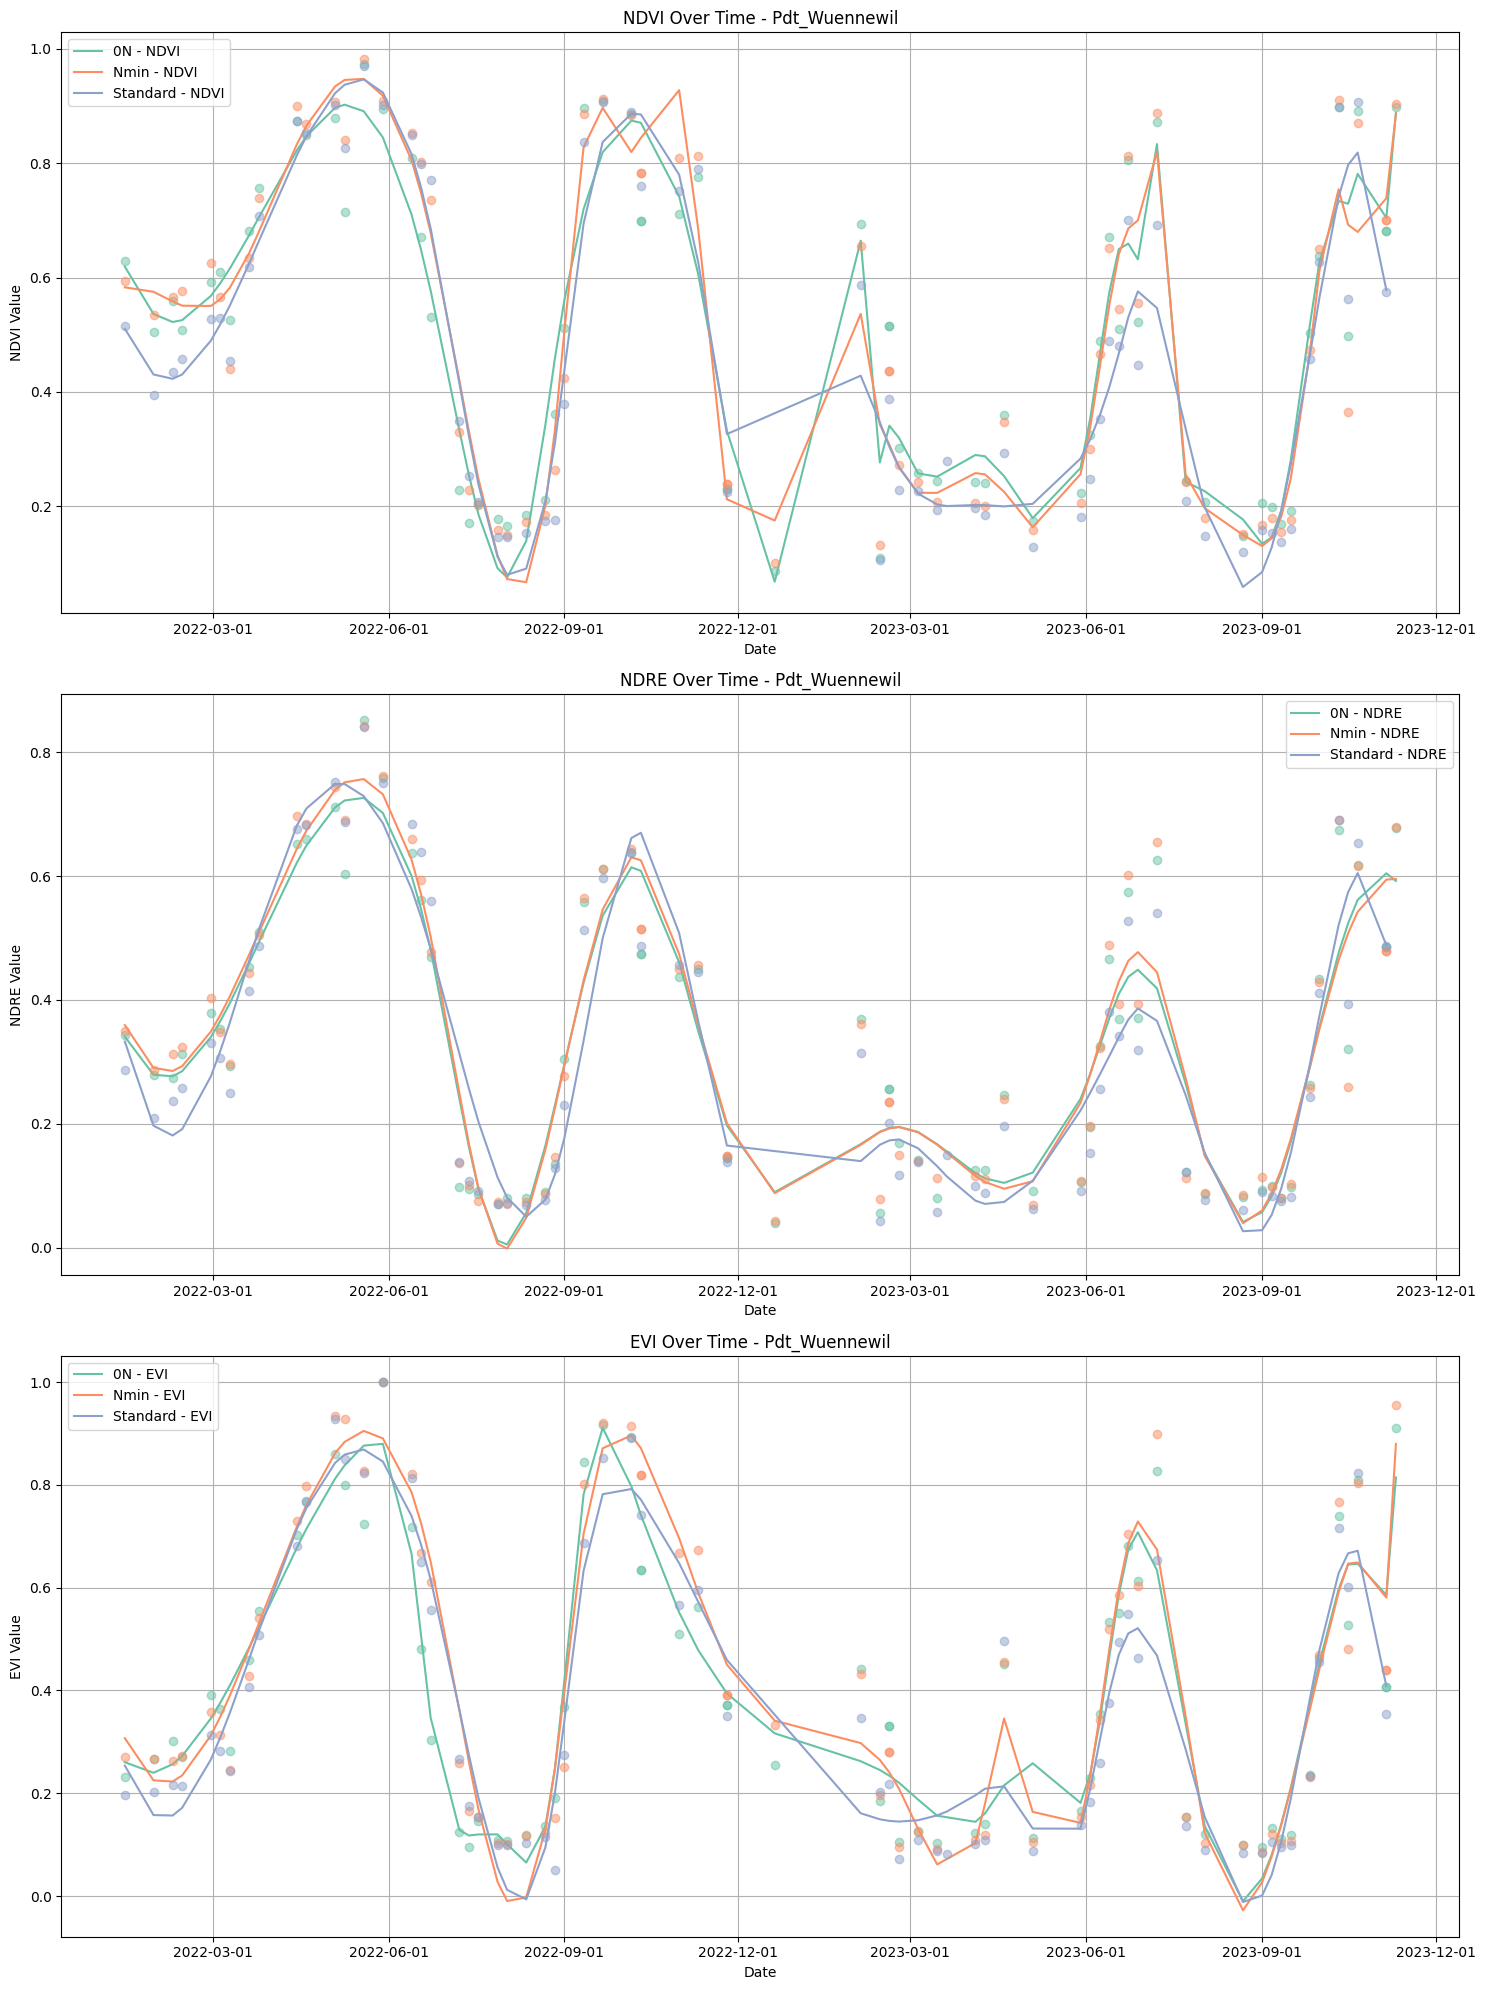 NDVI Over Time - Pdt_Wuennewil
0N - NDVI
Nmin - NDVI
Standard - NDVI
1.0
0.8
0.6
0.4
0.2
NDVI Value
2022-03-01 2022-06-01 2022-09-01 2022-12-01 2023-03-01 2023-06-01 2023-09-01 2023-12-01
Date
NDRE Over Time - Pdt_Wuennewil
0N - NDRE
Nmin - NDRE
Standard - NDRE
0.8
0.6
0.4
0.2
0.0
NDRE Value
2022-03-01 2022-06-01 2022-09-01 2022-12-01 2023-03-01 2023-06-01 2023-09-01 2023-12-01
Date
EVI Over Time - Pdt_Wuennewil
0N - EVI
Nmin - EVI
Standard - EVI
1.0
0.8
0.6
0.4
0.2
0.0
EVI Value
2022-03-01 2022-06-01 2022-09-01 2022-12-01 2023-03-01 2023-06-01 2023-09-01 2023-12-01
Date